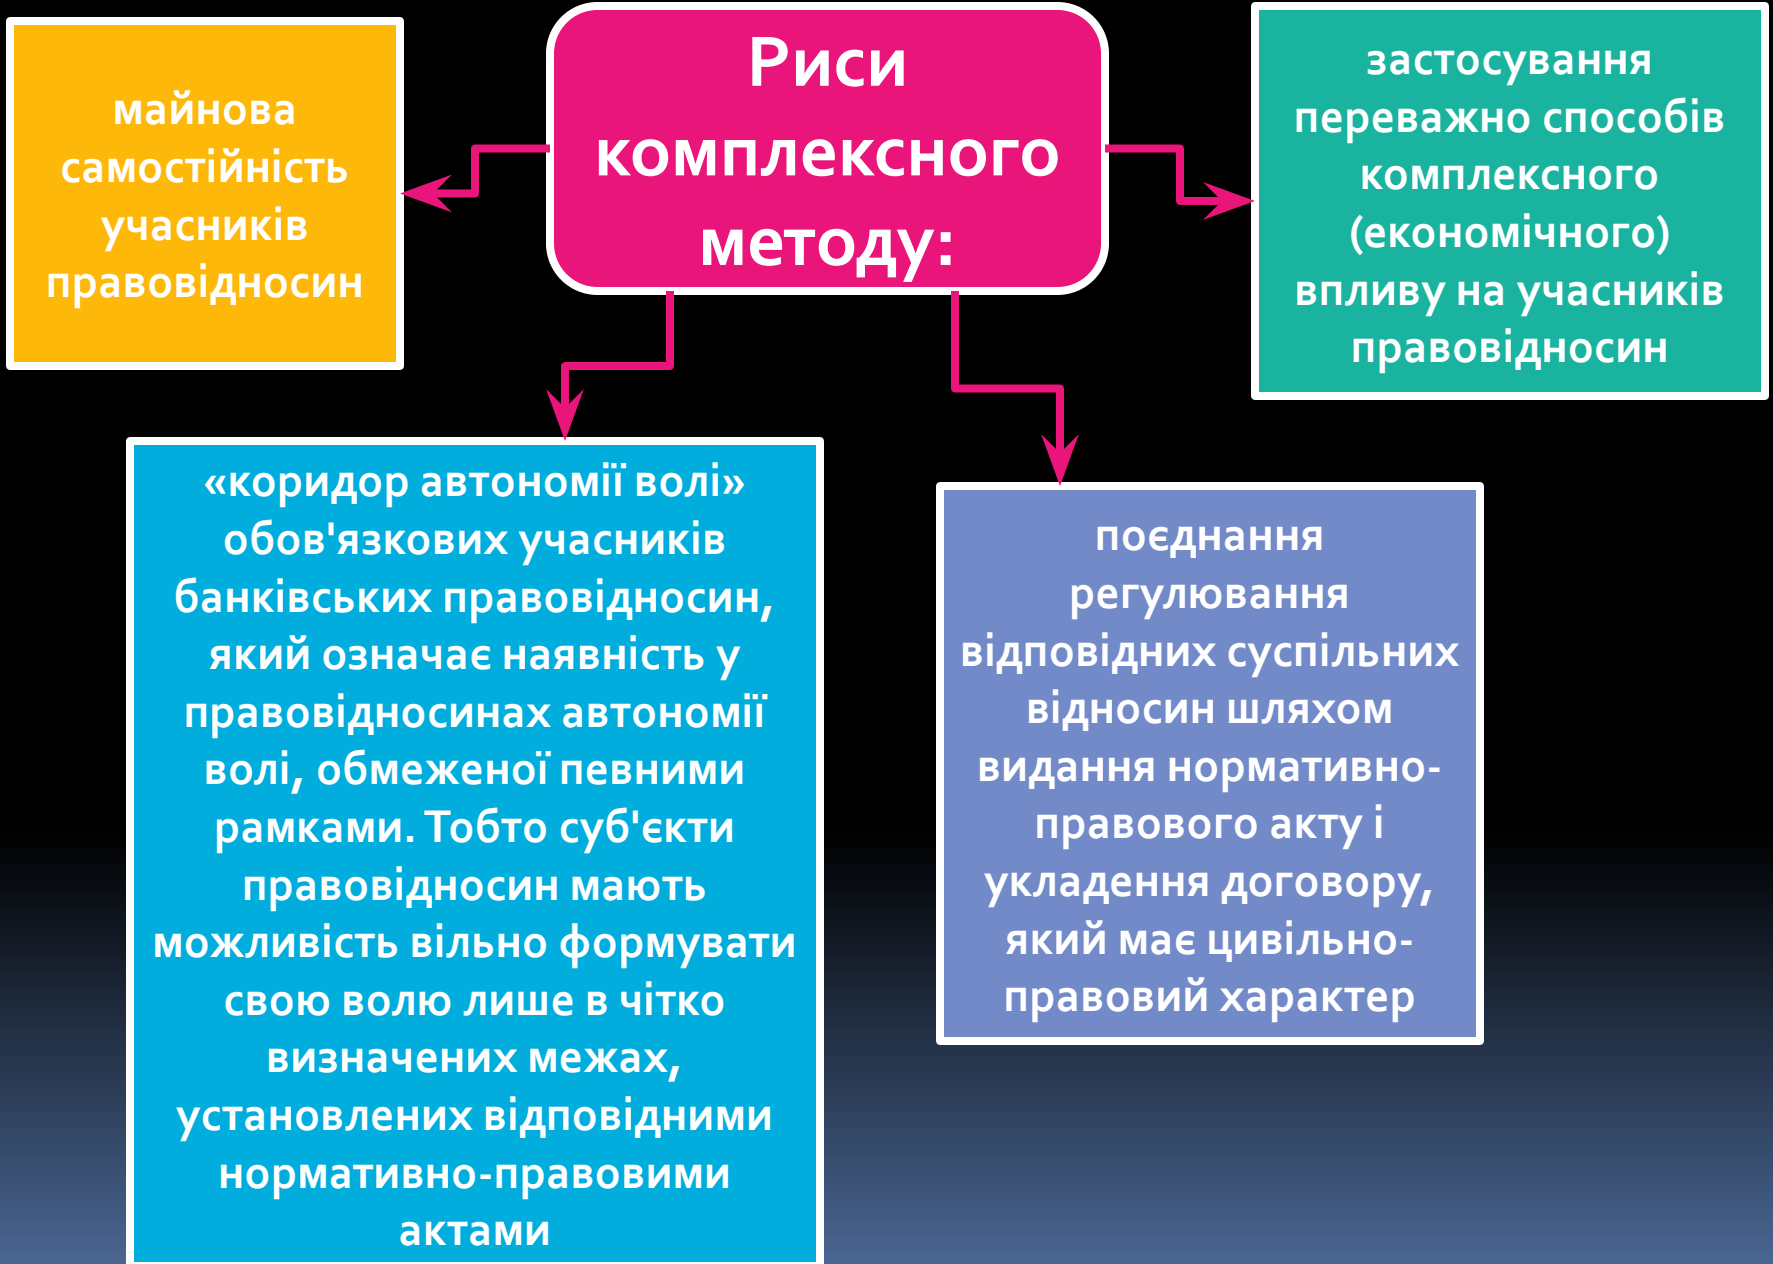 Риси
комплексного
методу:
майнова
самостійність
учасників
правовідносин
застосування
переважно способів
комплексного
(економічного)
впливу на учасників
правовідносин
«коридор автономії волі»
обов'язкових учасників
банківських правовідносин,
який означає наявність у
правовідносинах автономії
волі, обмеженої певними
рамками. Тобто суб'єкти
правовідносин мають
можливість вільно формувати
свою волю лише в чітко
визначених межах,
установлених відповідними
нормативно-правовими
актами
поєднання
регулювання
відповідних суспільних
відносин шляхом
видання нормативно-
правового акту і
укладення договору,
який має цивільно-
правовий характер